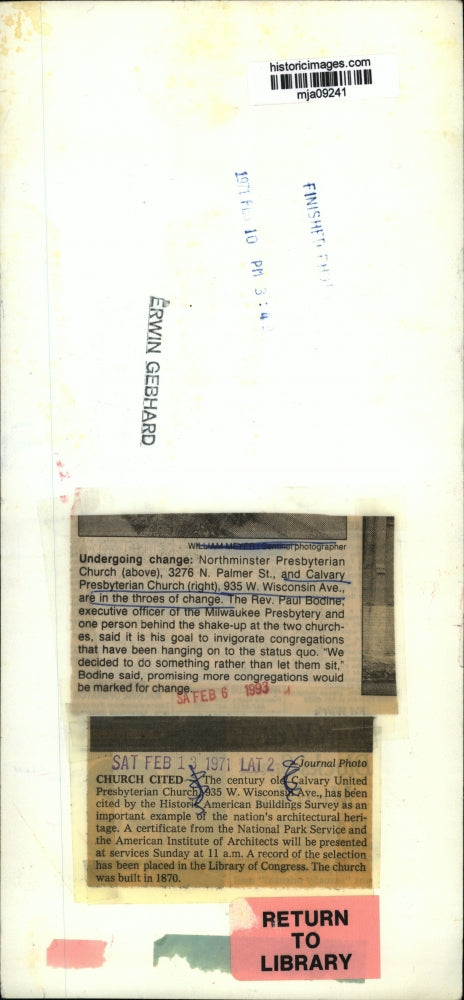 historicimages.com
mja09241
FINISHED
1971 10 PM 3:4
ERWIN GEBHARD
WILLIAM MEYER / Sentinel photographer
Undergoing change: Northminster Presbyterian
Church (above), 3276 N. Palmer St., and Calvary
Presbyterian Church (right), 935 W. Wisconsin Ave.,
are in the throes of change. The Rev. Paul Bodine,
executive officer of the Milwaukee Presbytery and
one person behind the shake-up at the two church-
es, said it is his goal to invigorate congregations
that have been hanging on to the status quo. "We
decided to do something rather than let them sit,"
Bodine said, promising more congregations would
be marked for change.
SA FEB 6 1993
SAT FEB 13 1971 LAT 2
Journal Photo
CHURCH CITED — The century old Calvary United
Presbyterian Church, 935 W. Wisconsin Ave., has been
cited by the Historic American Buildings Survey as an
important example of the nation's architectural heri-
tage. A certificate from the National Park Service and
the American Institute of Architects will be presented
at services Sunday at 11 a.m. A record of the selection
has been placed in the Library of Congress. The church
was built in 1870.
RETURN
TO
LIBRARY